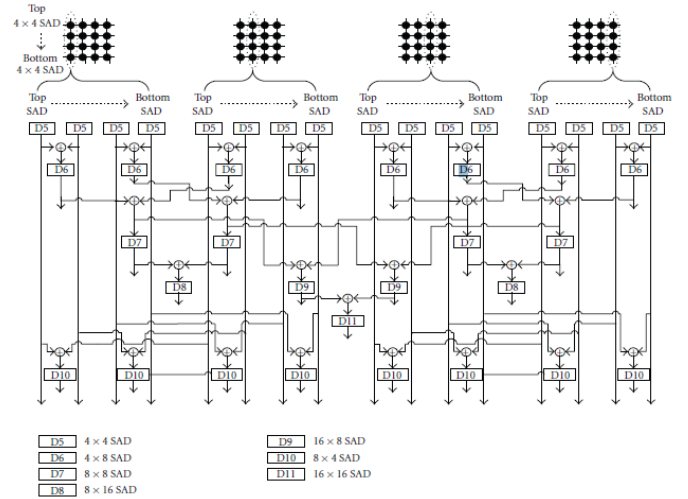 Top
4 × 4 SAD
Bottom
4 × 4 SAD
Top SAD Bottom SAD Top SAD Bottom SAD Top SAD Bottom SAD Top SAD Bottom SAD
D5 D5 D5 D5 D5 D5 D5 D5 D5 D5 D5 D5 D5 D5 D5 D5
D6 D6 D6 D6 D6 D6 D6 D6
D7 D7 D7 D7
D8 D9 D9 D8
D11
D10 D10 D10 D10 D10 D10 D10 D10
D5 4 × 4 SAD
D6 4 × 8 SAD
D7 8 × 8 SAD
D8 8 × 16 SAD
D9 16 × 8 SAD
D10 8 × 4 SAD
D11 16 × 16 SAD